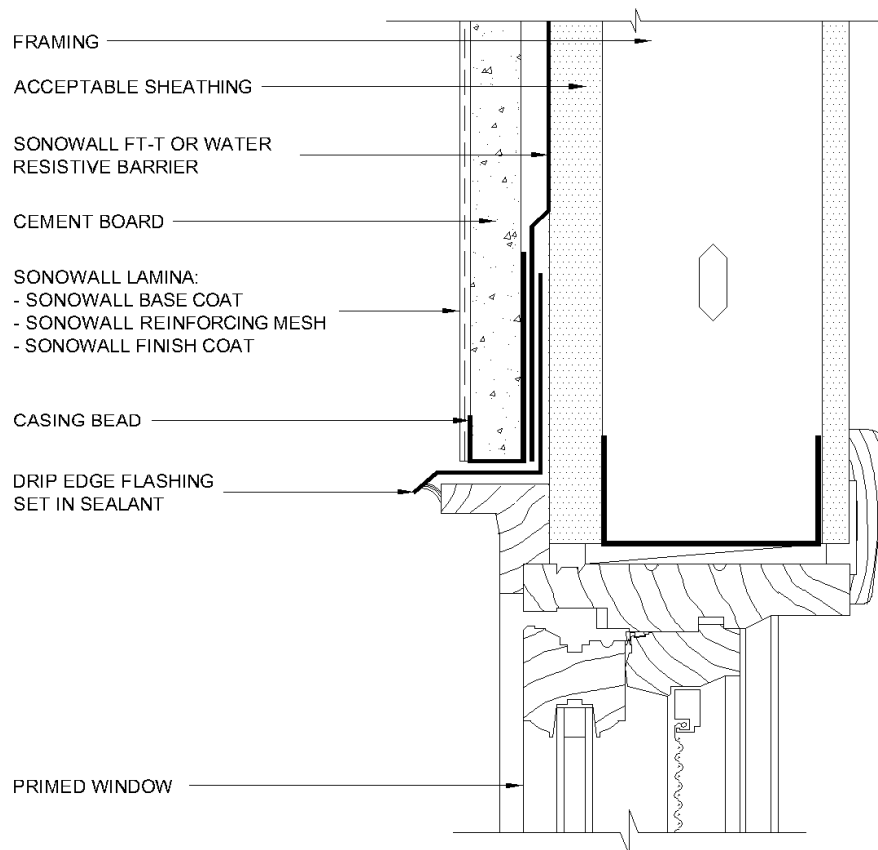 FRAMING
ACCEPTABLE SHEATHING
SONOWALL FT-T OR WATER
RESISTIVE BARRIER
CEMENT BOARD
SONOWALL LAMINA:
- SONOWALL BASE COAT
- SONOWALL REINFORCING MESH
- SONOWALL FINISH COAT
CASING BEAD
DRIP EDGE FLASHING
SET IN SEALANT
PRIMED WINDOW